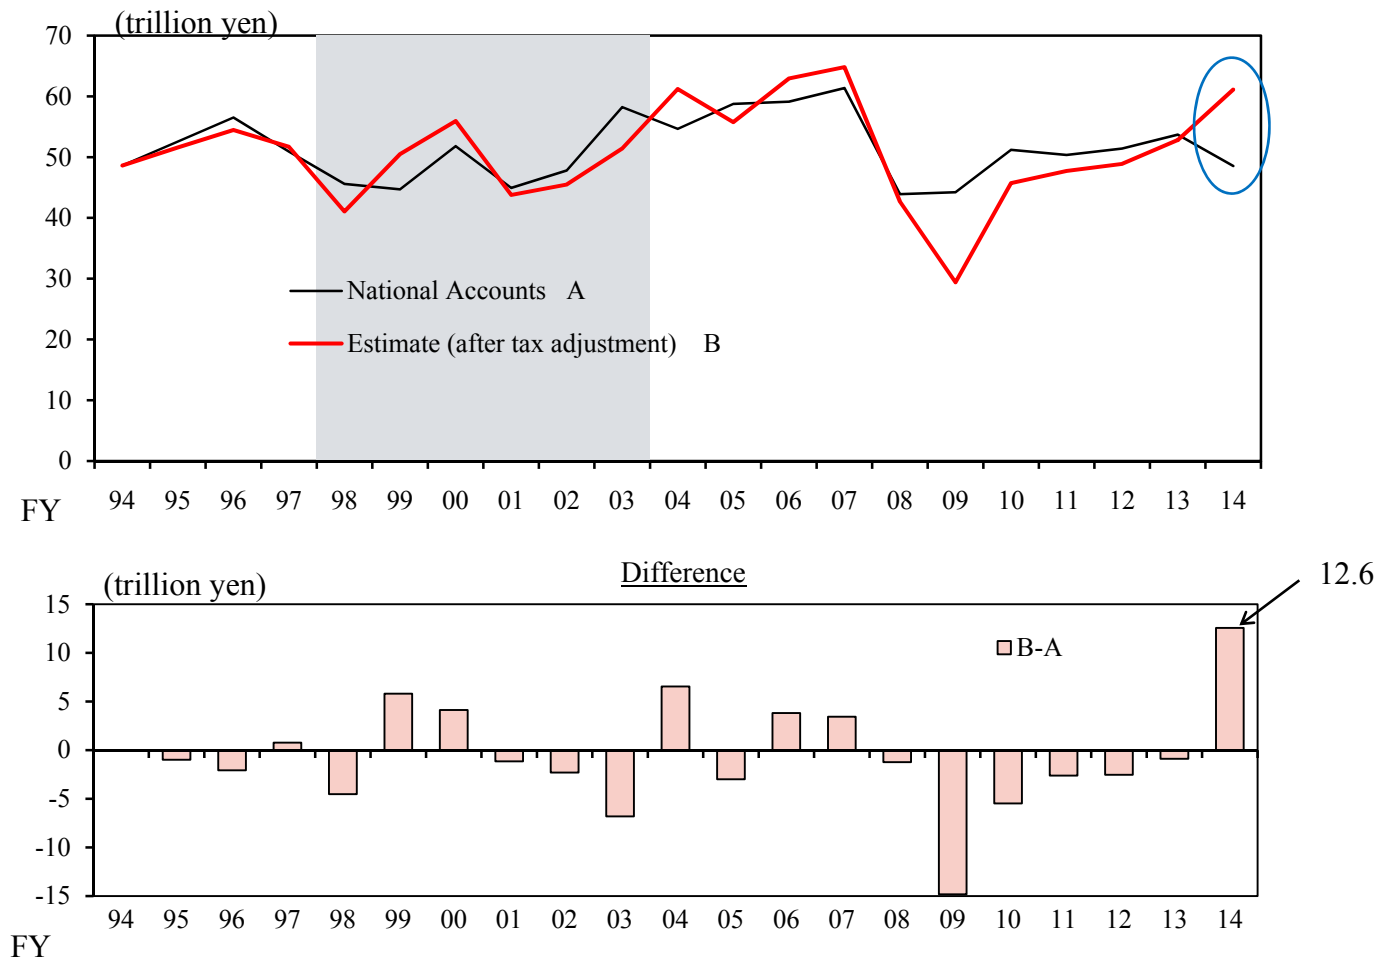 (trillion yen)
70
60
50
40
30
20
10
0
National Accounts A
Estimate (after tax adjustment) B
94 95 96 97 98 99 00 01 02 03 04 05 06 07 08 09 10 11 12 13 14
FY
Difference
12.6
(trillion yen)
15
10
5
0
-5
-10
-15
B-A
94 95 96 97 98 99 00 01 02 03 04 05 06 07 08 09 10 11 12 13 14
FY